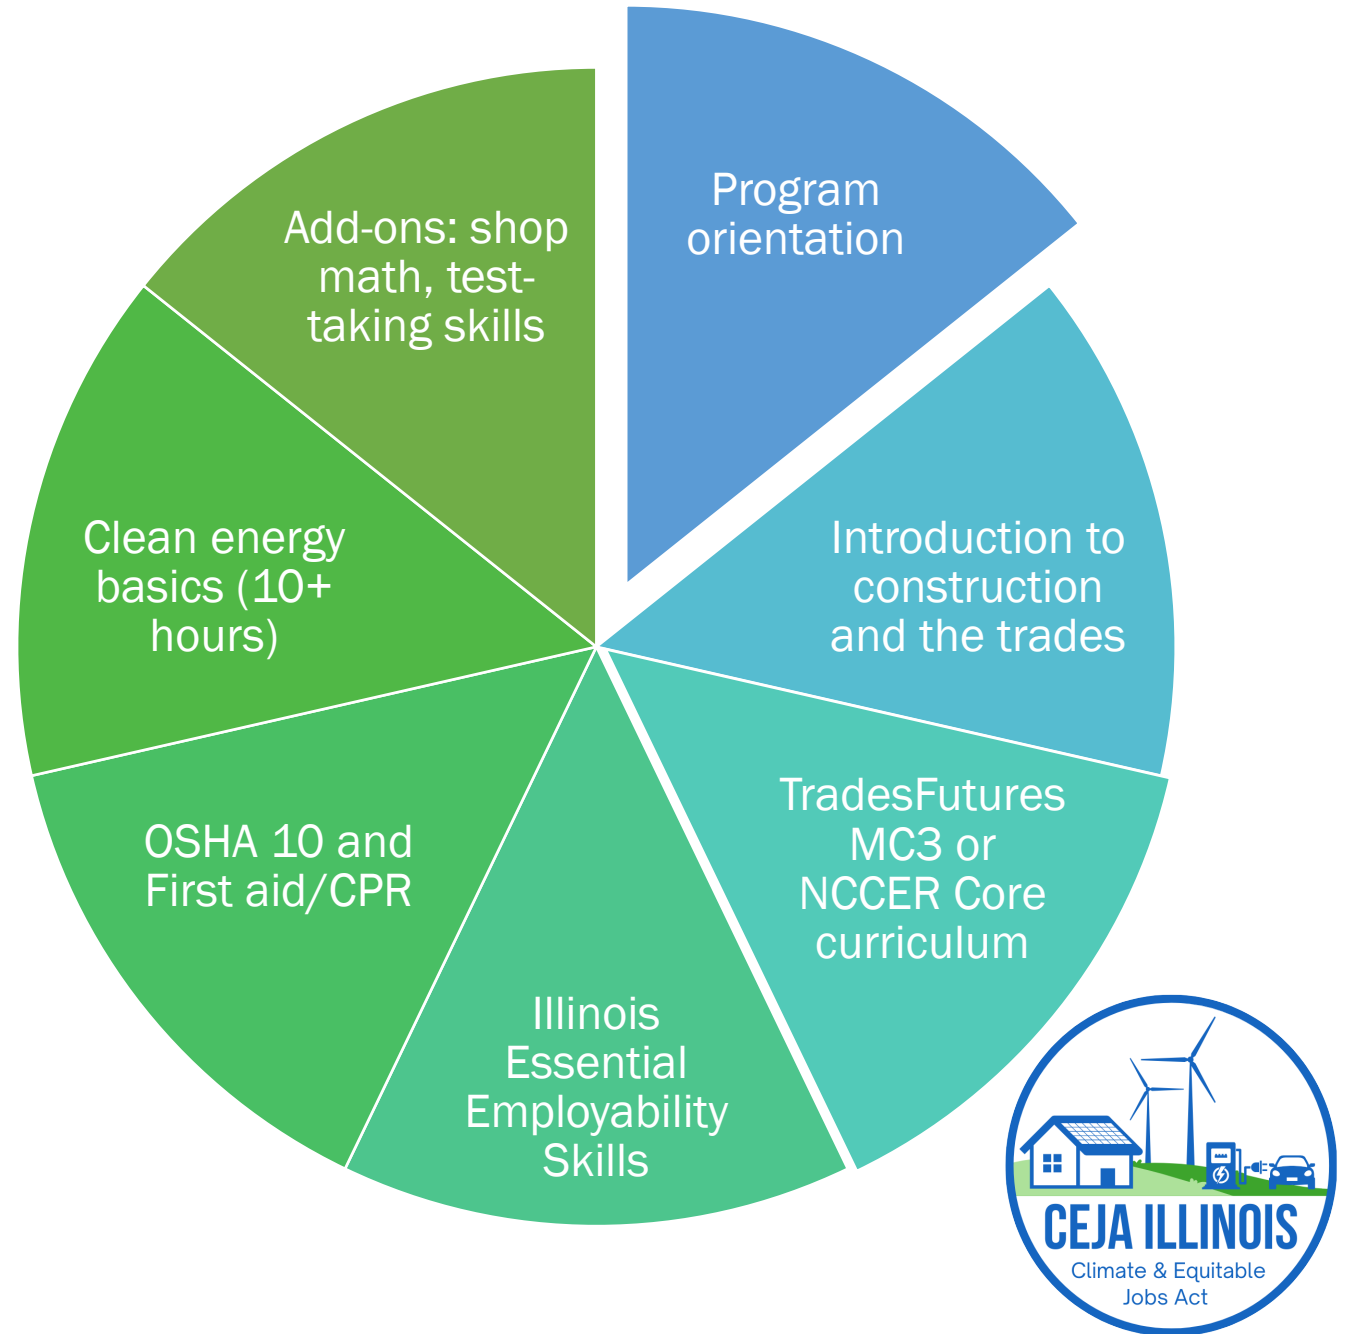 Program
orientation
Introduction to
construction
and the trades
TradesFutures
MC3 or
NCCER Core
curriculum
Illinois
Essential
Employability
Skills
OSHA 10 and
First aid/CPR
Clean energy
basics (10+
hours)
Add-ons: shop
math, test-
taking skills
CEJA ILLINOIS
Climate & Equitable
Jobs Act